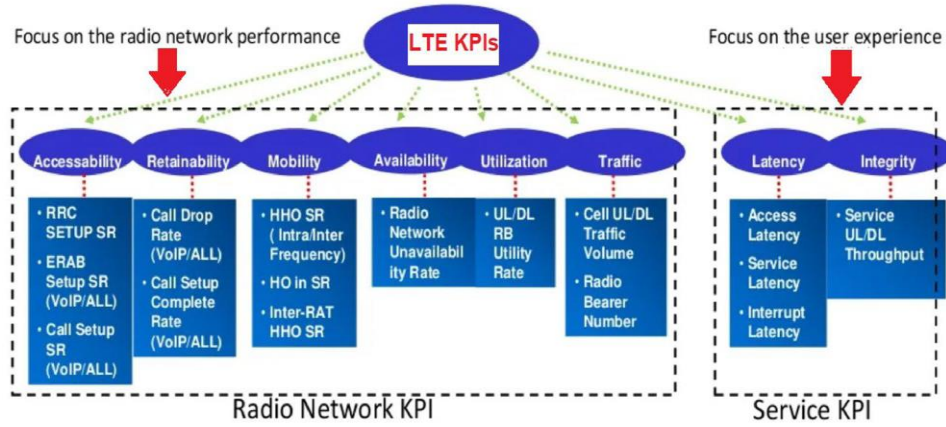 Focus on the radio network performance
LTE KPIs
Focus on the user experience
Accessability
Retainability
Mobility
Availability
Utilization
Traffic
Latency
Integrity
• RRC
SETUP SR
• ERAB
Setup SR
(VoIP/ALL)
• Call Setup
SR
(VoIP/ALL)
• Call Drop
Rate
(VoIP/ALL)
• Call Setup
Complete
Rate
(VoIP/ALL)
• HHO SR
( Intra/Inter
Frequency)
• HO in SR
• Inter-RAT
HHO SR
• Radio
Network
Unavailab
ility Rate
• UL/DL
RB
Utility
Rate
• Cell UL/DL
Traffic
Volume
• Radio
Bearer
Number
• Access
Latency
• Service
Latency
• Interrupt
Latency
• Service
UL/DL
Throughput
Radio Network KPI
Service KPI